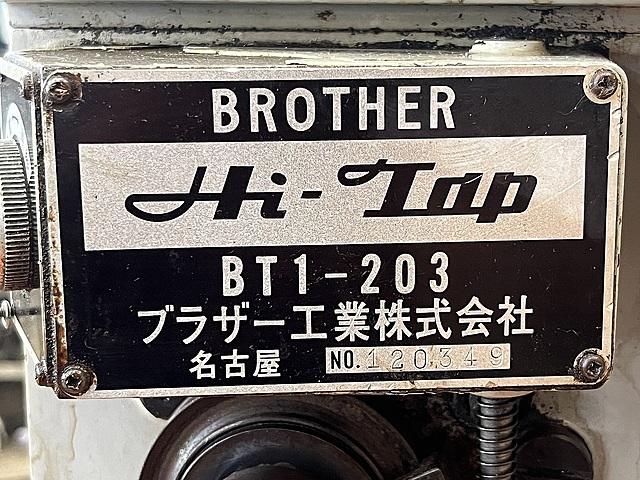 BROTHER
Hi-Tap
BT1-203
ブラザー工業株式会社
名古屋 NO. 120349